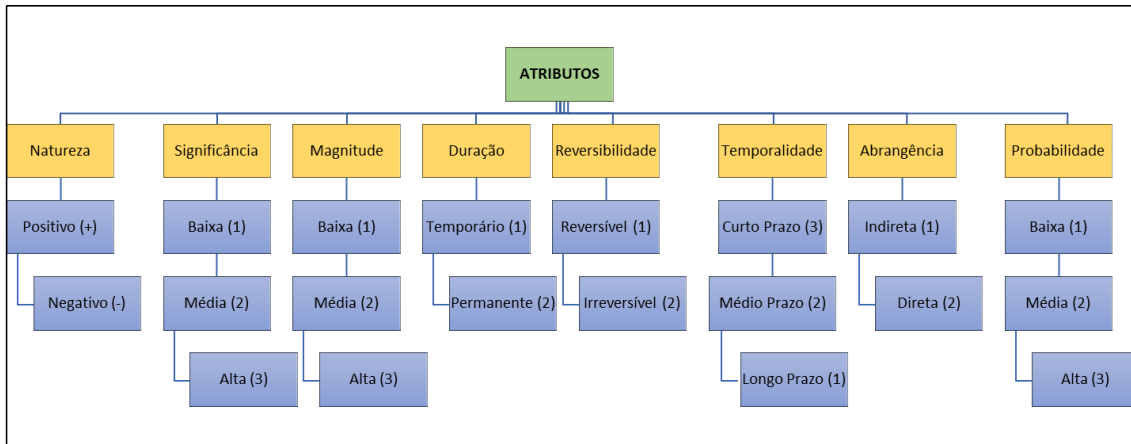 ATRIBUTOS
Natureza
Significância
Magnitude
Duração
Reversibilidade
Temporalidade
Abrangência
Probabilidade
Positivo (+)
Baixa (1)
Baixa (1)
Temporário (1)
Reversível (1)
Curto Prazo (3)
Indireta (1)
Baixa (1)
Negativo (-)
Média (2)
Média (2)
Permanente (2)
Irreversível (2)
Médio Prazo (2)
Direta (2)
Média (2)
Alta (3)
Alta (3)
Longo Prazo (1)
Alta (3)